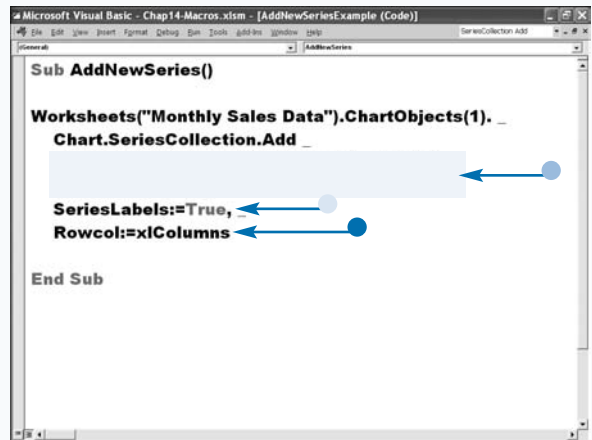 Microsoft Visual Basic - Chap14-Macros.xlsm - [AddNewSeriesExample (Code)]
File Edit View Insert Format Debug Run Tools Add-Ins Window Help SeriesCollection Add
(General) AddNewSeries
Sub AddNewSeries()
Worksheets("Monthly Sales Data").ChartObjects(1). _
Chart.SeriesCollection.Add _
SeriesLabels:=True, _
Rowcol:=xlColumns
End Sub